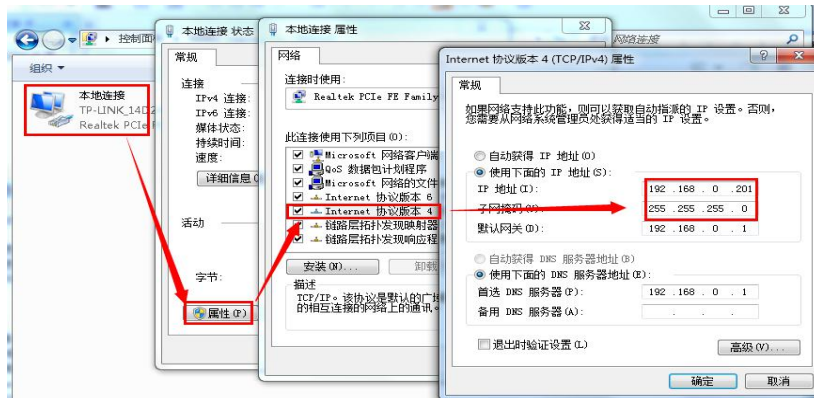 控制面
网络连接
组织
本地连接
TP-LINK_14D2
Realtek PCIe
本地连接 状态
常规
连接
IPv4 连接:
IPv6 连接:
媒体状态:
持续时间:
速度:
详细信息
活动
字节:
属性(P)
本地连接 属性
网络
连接时使用:
Realtek PCIe FE Family
此连接使用下列项目(O):
Microsoft 网络客户端
QoS 数据包计划程序
Microsoft 网络的文件
Internet 协议版本 6
Internet 协议版本 4
链路层拓扑发现映射器
链路层拓扑发现响应程
安装(N)...
卸载
描述
TCP/IP。该协议是默认的广域
的相互连接的网络上的通讯。
Internet 协议版本 4 (TCP/IPv4) 属性
常规
如果网络支持此功能，则可以获取自动指派的 IP 设置。否则，
您需要从网络系统管理员处获得适当的 IP 设置。
自动获得 IP 地址(O)
使用下面的 IP 地址(S):
IP 地址(I): 192 .168 . 0 .201
子网掩码(U): 255 .255 .255 . 0
默认网关(D): 192 .168 . 0 . 1
自动获得 DNS 服务器地址(B)
使用下面的 DNS 服务器地址(E):
首选 DNS 服务器(P): 192 .168 . 0 . 1
备用 DNS 服务器(A): . . .
退出时验证设置(L)
高级(V)...
确定
取消